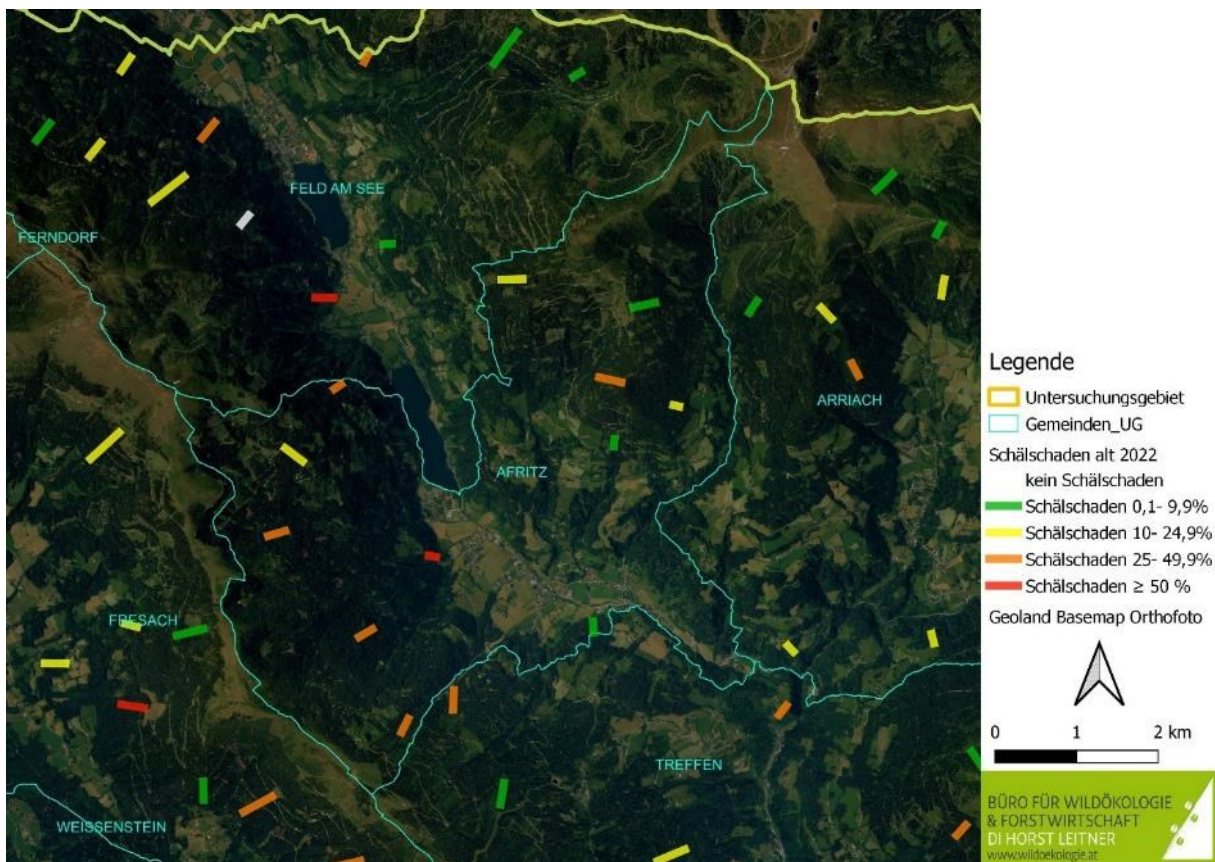 FELD AM SEE
FERNDORF
ARRIACH
AFRITZ
FRESACH
TREFFEN
WEISSENSTEIN
Legende
Untersuchungsgebiet
Gemeinden_UG
Schälschaden alt 2022
kein Schälschaden
Schälschaden 0,1- 9,9%
Schälschaden 10- 24,9%
Schälschaden 25- 49,9%
Schälschaden ≥ 50 %
Geoland Basemap Orthofoto
0 1 2 km
BÜRO FÜR WILDÖKOLOGIE
& FORSTWIRTSCHAFT
DI HORST LEITNER
www.wildoekologie.at